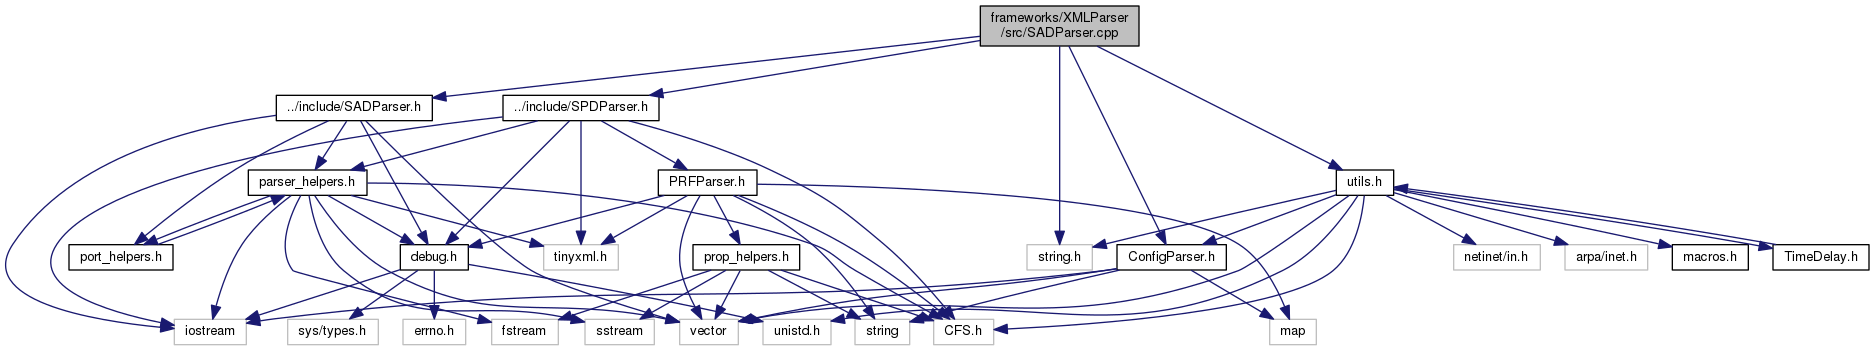 frameworks/XMLParser
/src/SADParser.cpp
../include/SADParser.h
../include/SPDParser.h
parser_helpers.h
PRFParser.h
utils.h
port_helpers.h
debug.h
tinyxml.h
prop_helpers.h
string.h
ConfigParser.h
netinet/in.h
arpa/inet.h
macros.h
TimeDelay.h
iostream
sys/types.h
errno.h
fstream
sstream
vector
unistd.h
string
CFS.h
map